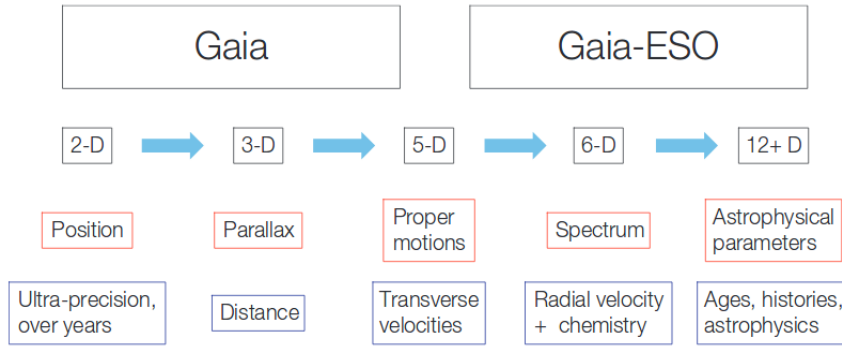 Gaia
Gaia-ESO
2-D
3-D
5-D
6-D
12+ D
Position
Parallax
Proper
motions
Spectrum
Astrophysical
parameters
Ultra-precision,
over years
Distance
Transverse
velocities
Radial velocity
+ chemistry
Ages, histories,
astrophysics